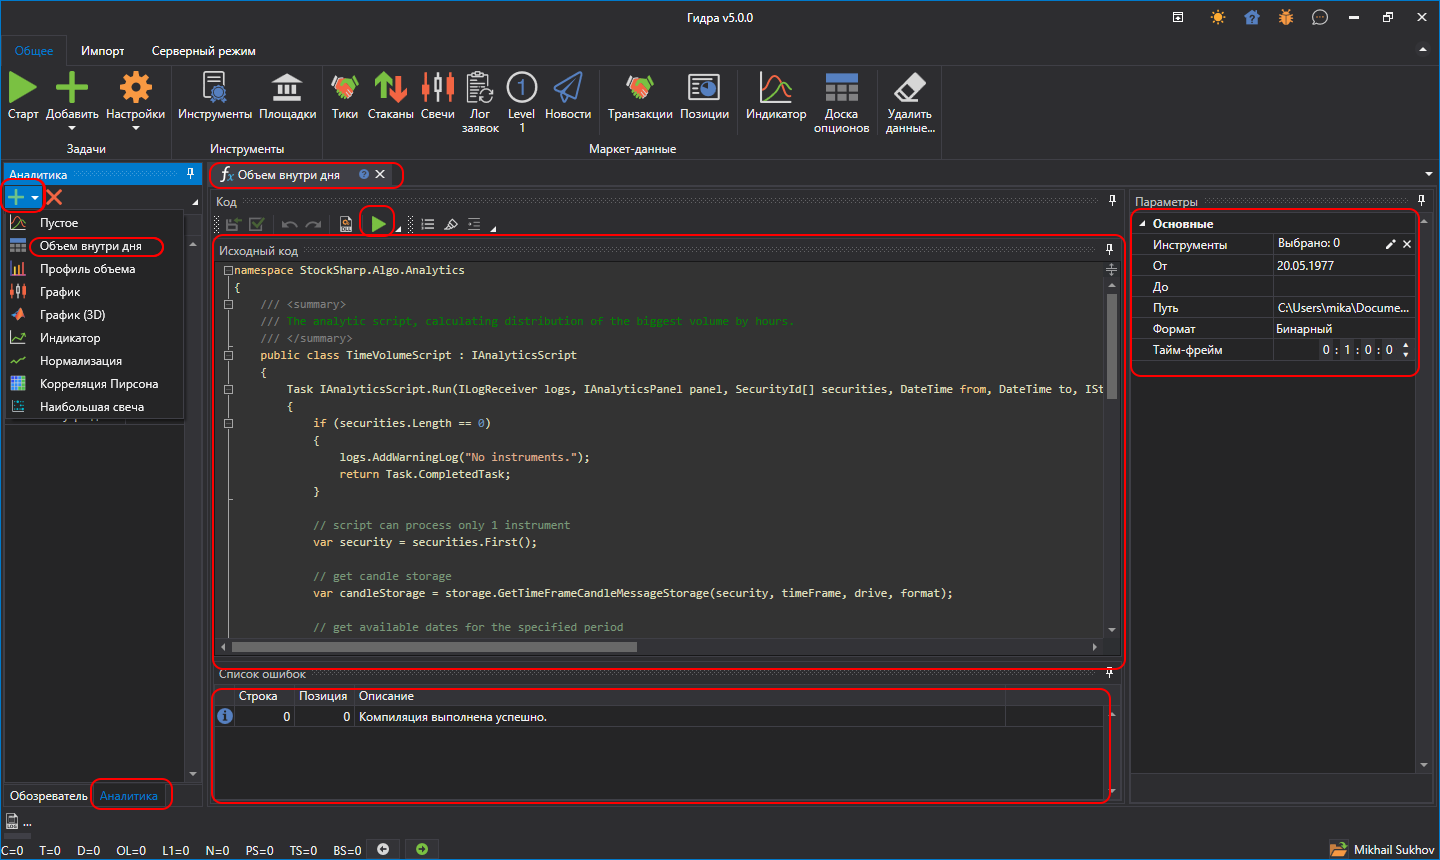 Гидра v5.0.0
Общее Импорт Серверный режим
Старт Добавить Настройки Инструменты Площадки Тики Стаканы Свечи Лог заявок Level 1 Новости Транзакции Позиции Индикатор Доска опционов Удалить данные...
Задачи Инструменты Маркет-данные
Аналитика
Пустое
Объем внутри дня
Профиль объема
График
График (3D)
Индикатор
Нормализация
Корреляция Пирсона
Наибольшая свеча
Обозреватель Аналитика
Объем внутри дня
Код
Исходный код
namespace StockSharp.Algo.Analytics
{
/// <summary>
/// The analytic script, calculating distribution of the biggest volume by hours.
/// </summary>
public class TimeVolumeScript : IAnalyticsScript
{
Task IAnalyticsScript.Run(ILogReceiver logs, IAnalyticsPanel panel, SecurityId[] securities, DateTime from, DateTime to, ISt
{
if (securities.Length == 0)
{
logs.AddWarningLog("No instruments.");
return Task.CompletedTask;
}
// script can process only 1 instrument
var security = securities.First();
// get candle storage
var candleStorage = storage.GetTimeFrameCandleMessageStorage(security, timeFrame, drive, format);
// get available dates for the specified period
Список ошибок
Строка Позиция Описание
0 0 Компиляция выполнена успешно.
Параметры
Основные
Инструменты Выбрано: 0
От 20.05.1977
До
Путь C:\Users\mika\Docume...
Формат Бинарный
Тайм-фрейм 0 : 1 : 0 : 0
...
C=0 T=0 D=0 OL=0 L1=0 N=0 PS=0 TS=0 BS=0 Mikhail Sukhov